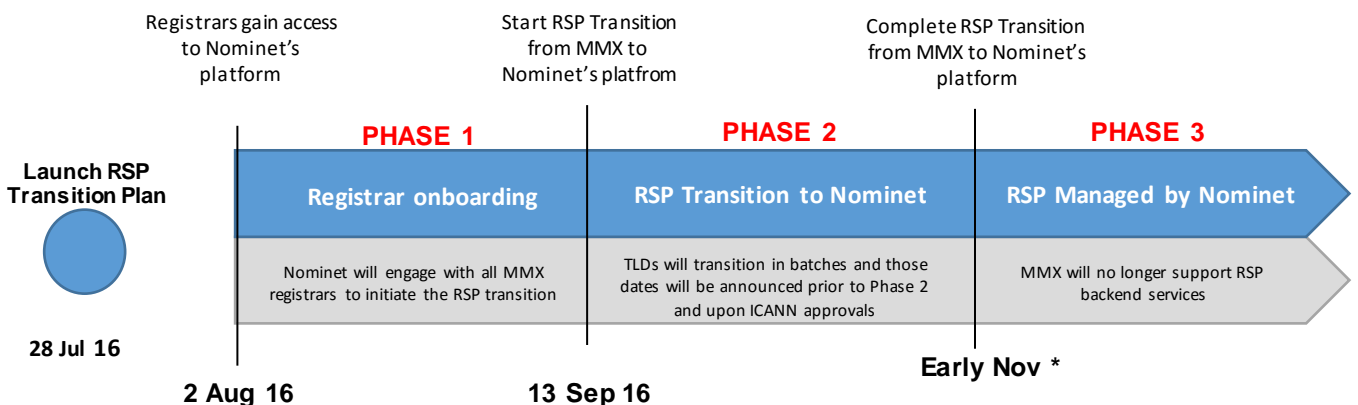 Registrars gain access
to Nominet's
platform
Start RSP Transition
from MMX to
Nominet's platfrom
Complete RSP Transition
from MMX to Nominet's
platform
PHASE 1
PHASE 2
PHASE 3
Launch RSP
Transition Plan
Registrar onboarding
RSP Transition to Nominet
RSP Managed by Nominet
Nominet will engage with all MMX
registrars to initiate the RSP transition
TLDs will transition in batches and those
dates will be announced prior to Phase 2
and upon ICANN approvals
MMX will no longer support RSP
backend services
28 Jul 16
2 Aug 16
13 Sep 16
Early Nov *